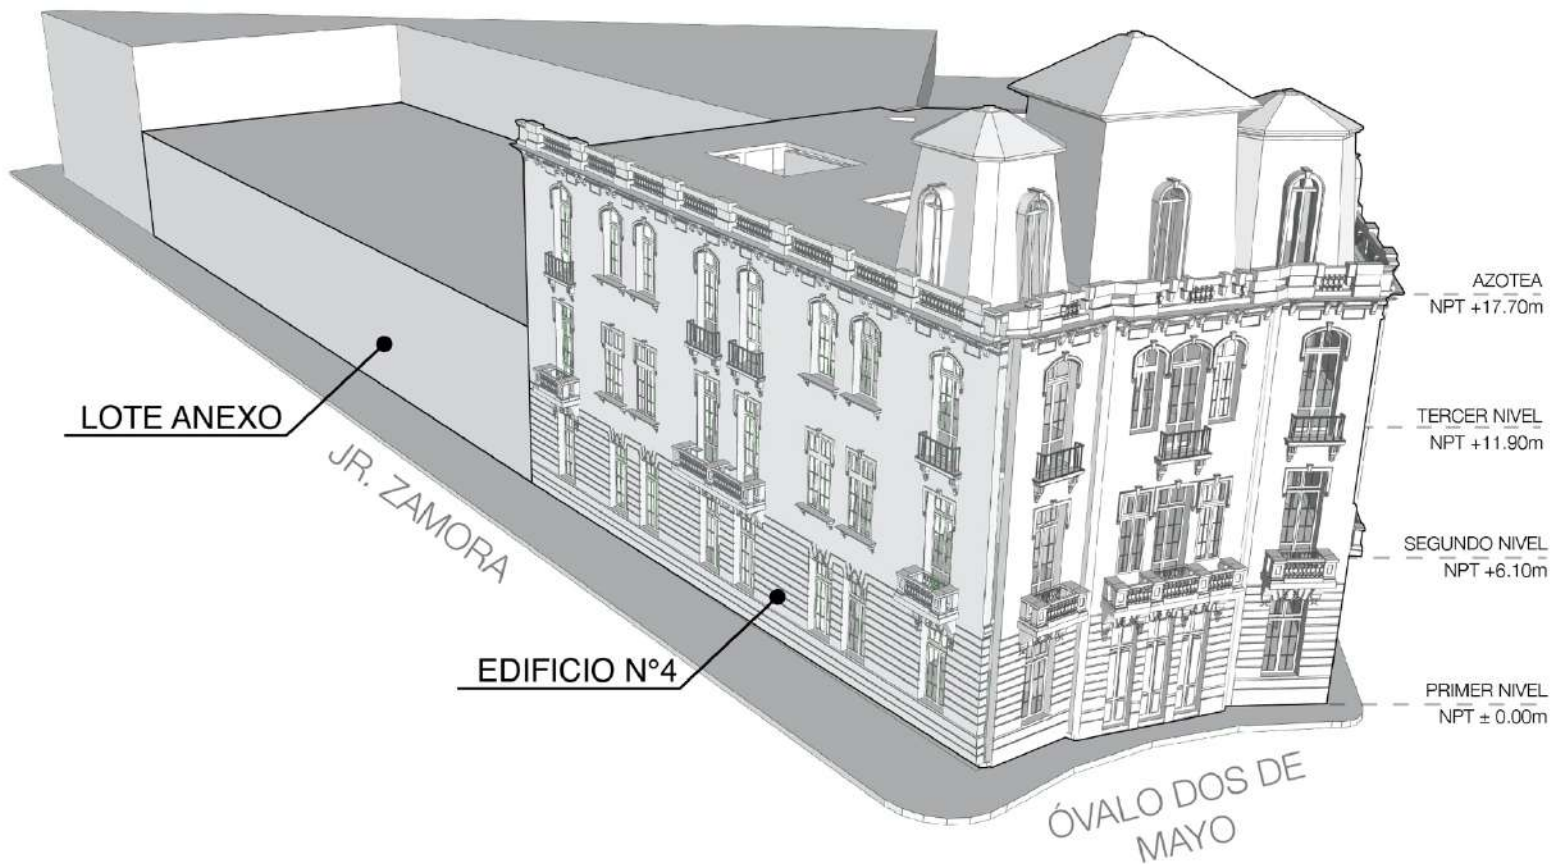 AZOTEA
NPT +17.70m
TERCER NIVEL
NPT +11.90m
LOTE ANEXO
JR. ZAMORA
SEGUNDO NIVEL
NPT +6.10m
EDIFICIO N°4
PRIMER NIVEL
NPT ± 0.00m
ÓVALO DOS DE
MAYO